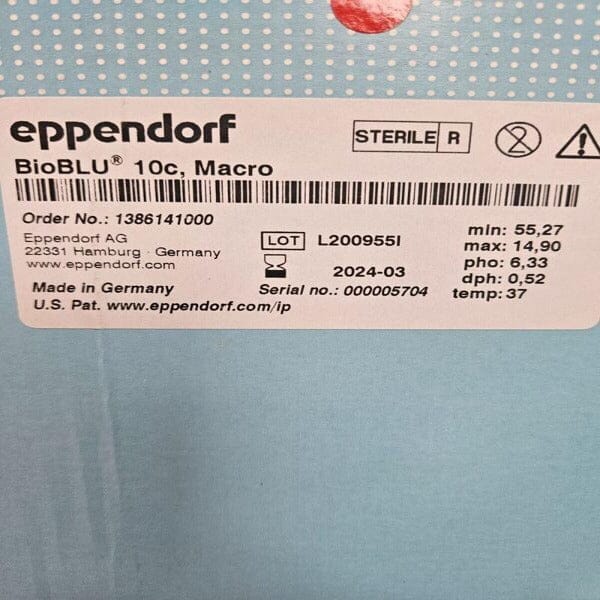 eppendorf
STERILE R
BioBLU® 10c, Macro
Order No.: 1386141000
Eppendorf AG
22331 Hamburg · Germany
www.eppendorf.com
Made in Germany
U.S. Pat. www.eppendorf.com/ip
LOT L200955I
2024-03
Serial no.: 000005704
min: 55,27
max: 14,90
pho: 6,33
dph: 0,52
temp: 37